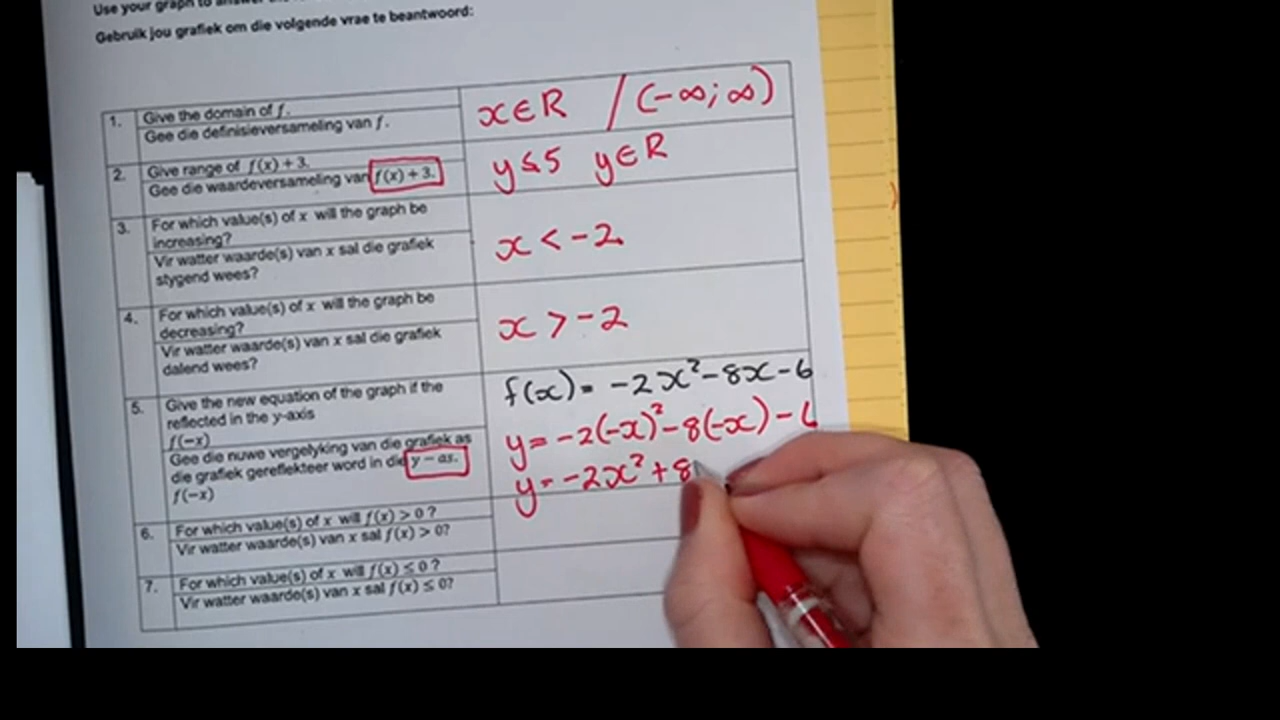 Use your graph to
Gebruik jou grafiek om die volgende vrae te beantwoord:
1. Give the domain of f.
Gee die definisieversameling van f.
x ∈ R / (-∞; ∞)
2. Give range of f(x) + 3.
Gee die waardeversameling van f(x) + 3.
y ≤ 5 y ∈ R
3. For which value(s) of x will the graph be
increasing?
Vir watter waarde(s) van x sal die grafiek
stygend wees?
x < -2
4. For which value(s) of x will the graph be
decreasing?
Vir watter waarde(s) van x sal die grafiek
dalend wees?
x > -2
5. Give the new equation of the graph if the
reflected in the y-axis
f(-x)
Gee die nuwe vergelyking van die grafiek as
die grafiek gereflekteer word in die y - as.
f(-x)
f(x) = -2x² - 8x - 6
y = -2(-x)² - 8(-x) - 6
y = -2x² + 8
6. For which value(s) of x will f(x) > 0?
Vir watter waarde(s) van x sal f(x) > 0?
7. For which value(s) of x will f(x) ≤ 0?
Vir watter waarde(s) van x sal f(x) ≤ 0?